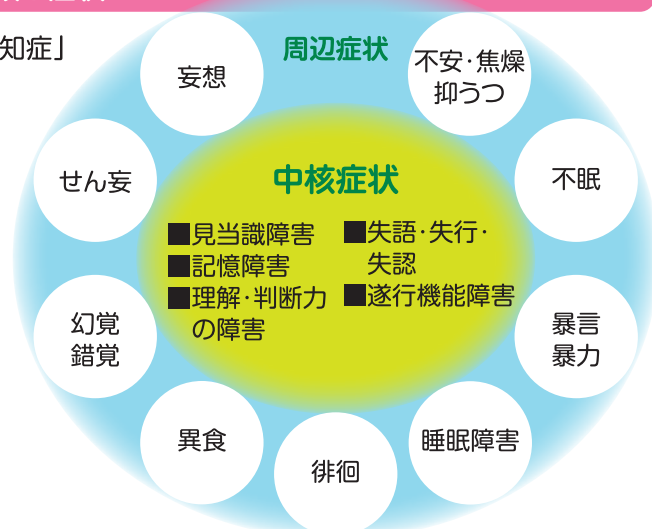 知症」
周辺症状
妄想
不安・焦燥
抑うつ
せん妄
不眠
中核症状
■見当識障害
■記憶障害
■理解・判断力
の障害
■失語・失行・
失認
■遂行機能障害
幻覚
錯覚
暴言
暴力
異食
徘徊
睡眠障害